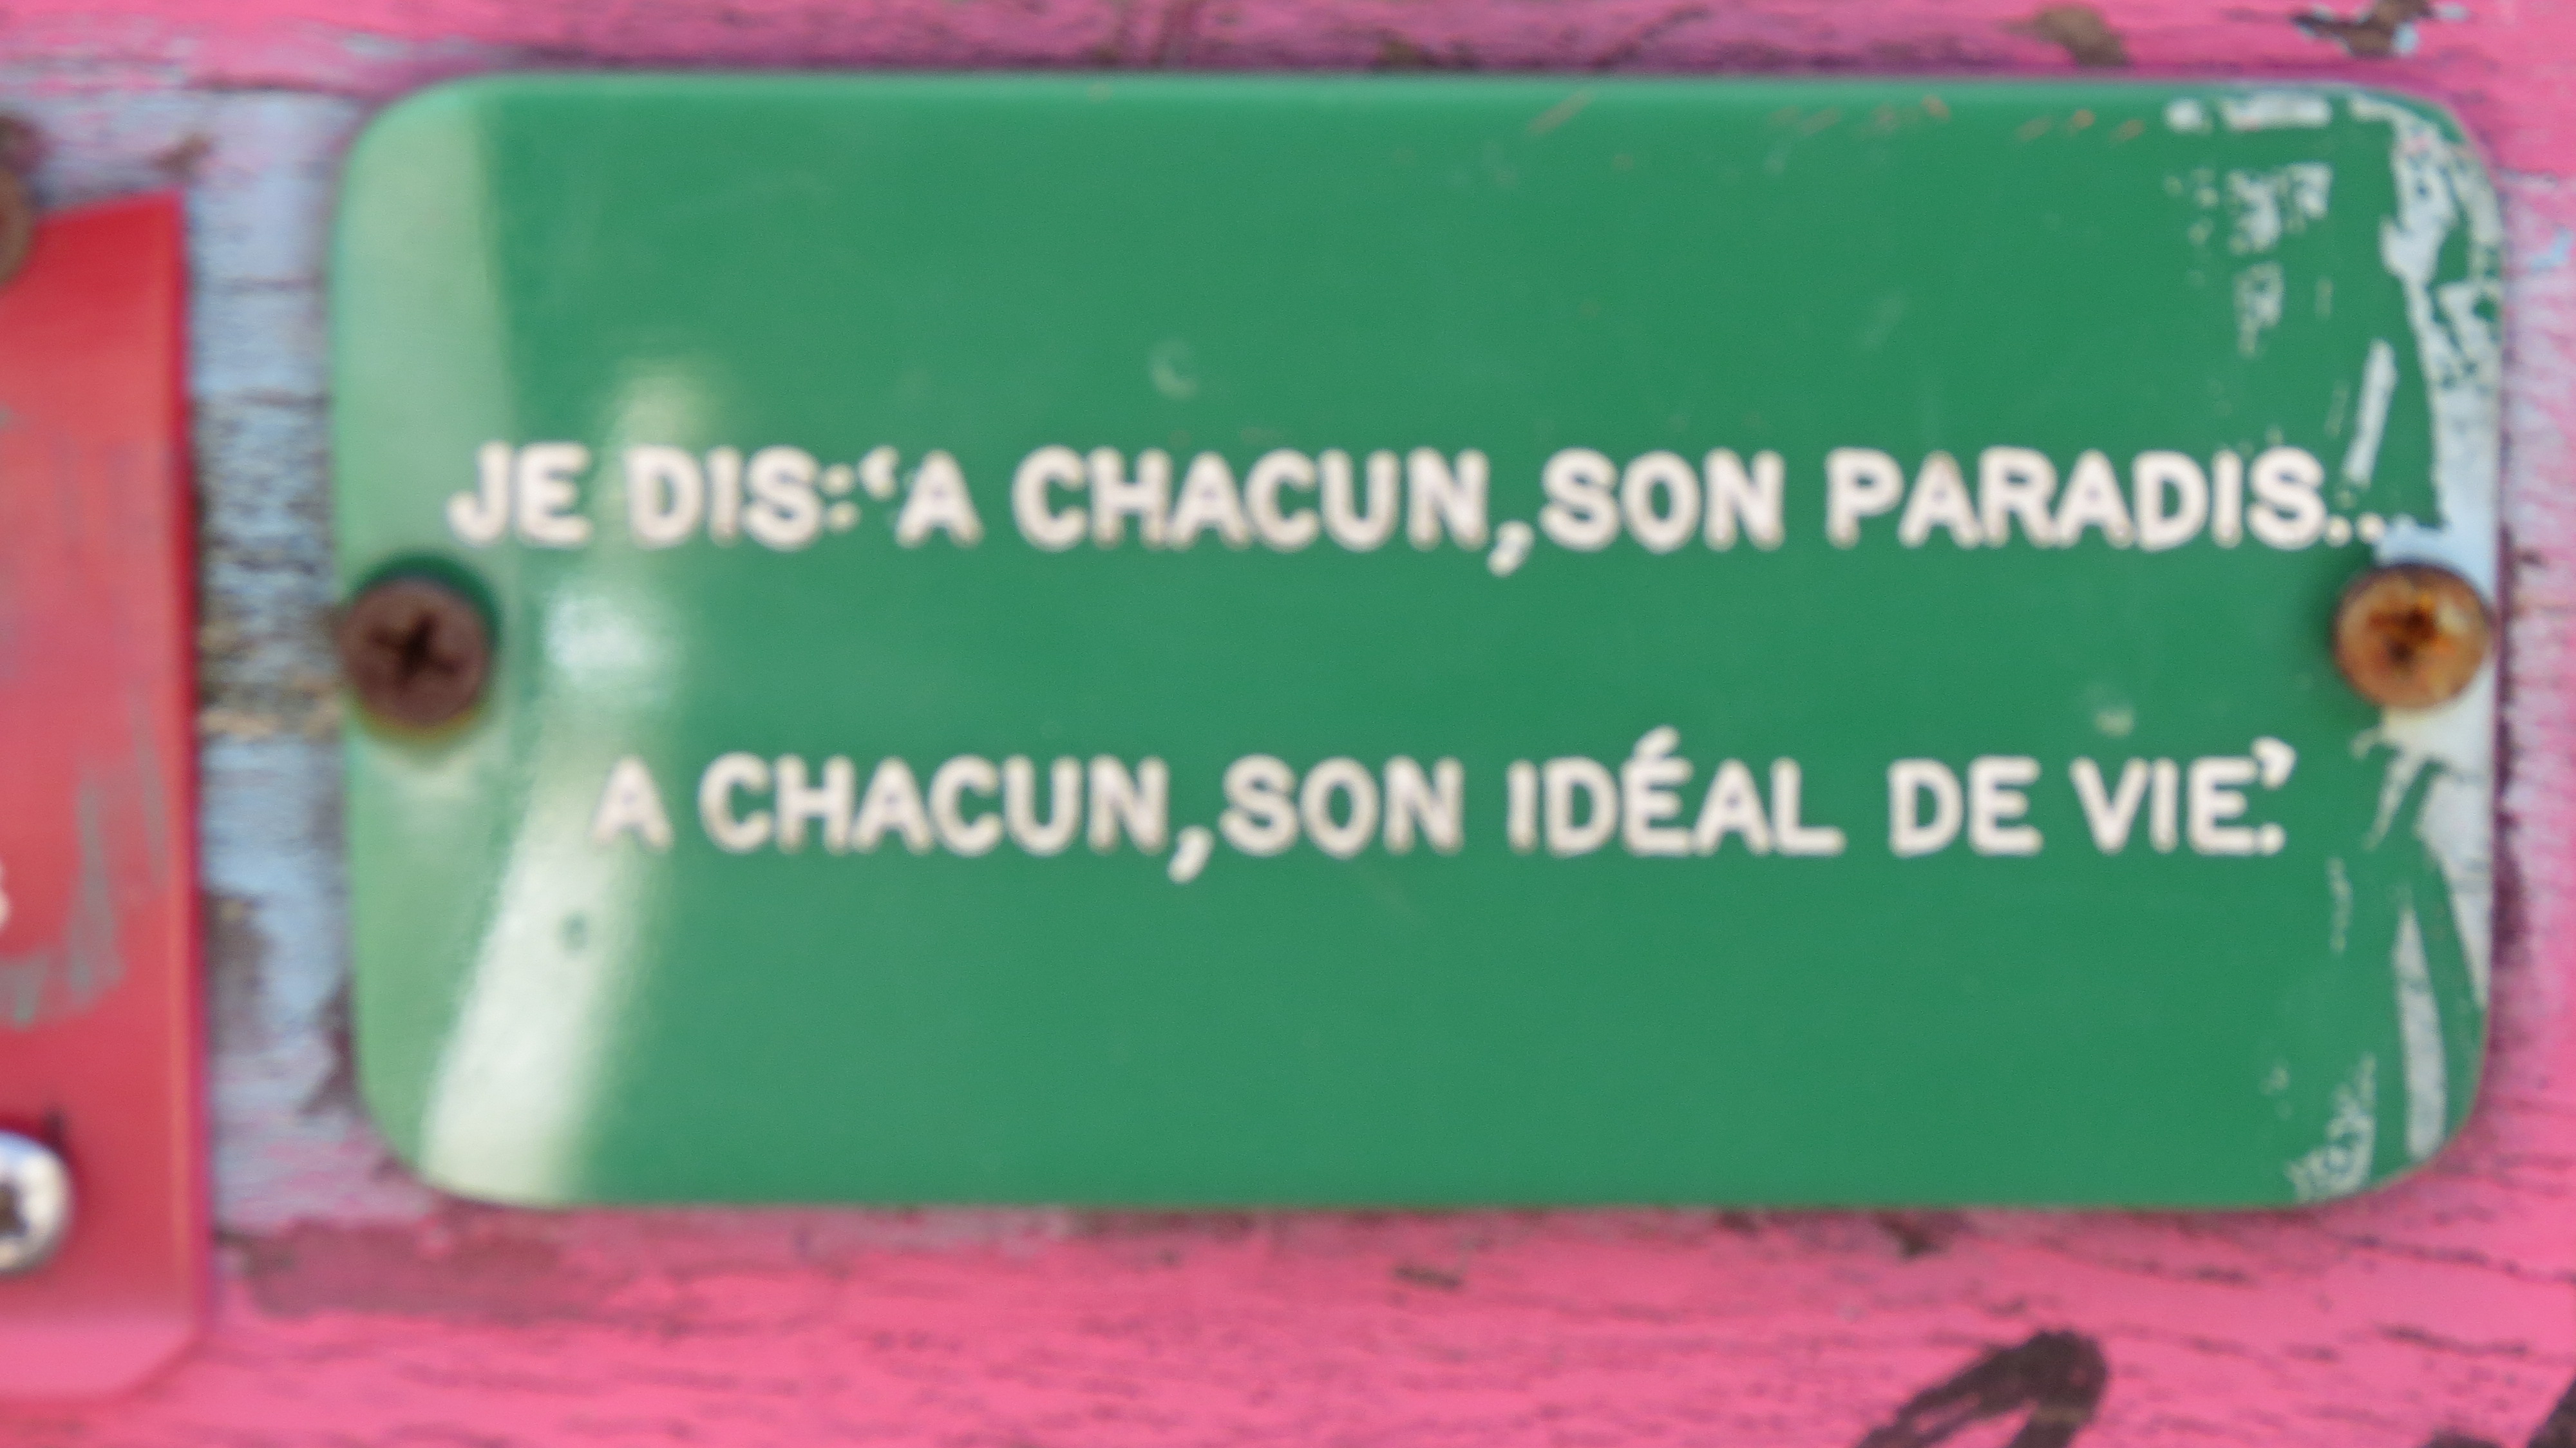 JE DIS:‘A CHACUN,SON PARADIS..
A CHACUN,SON IDÉAL DE VIE.’